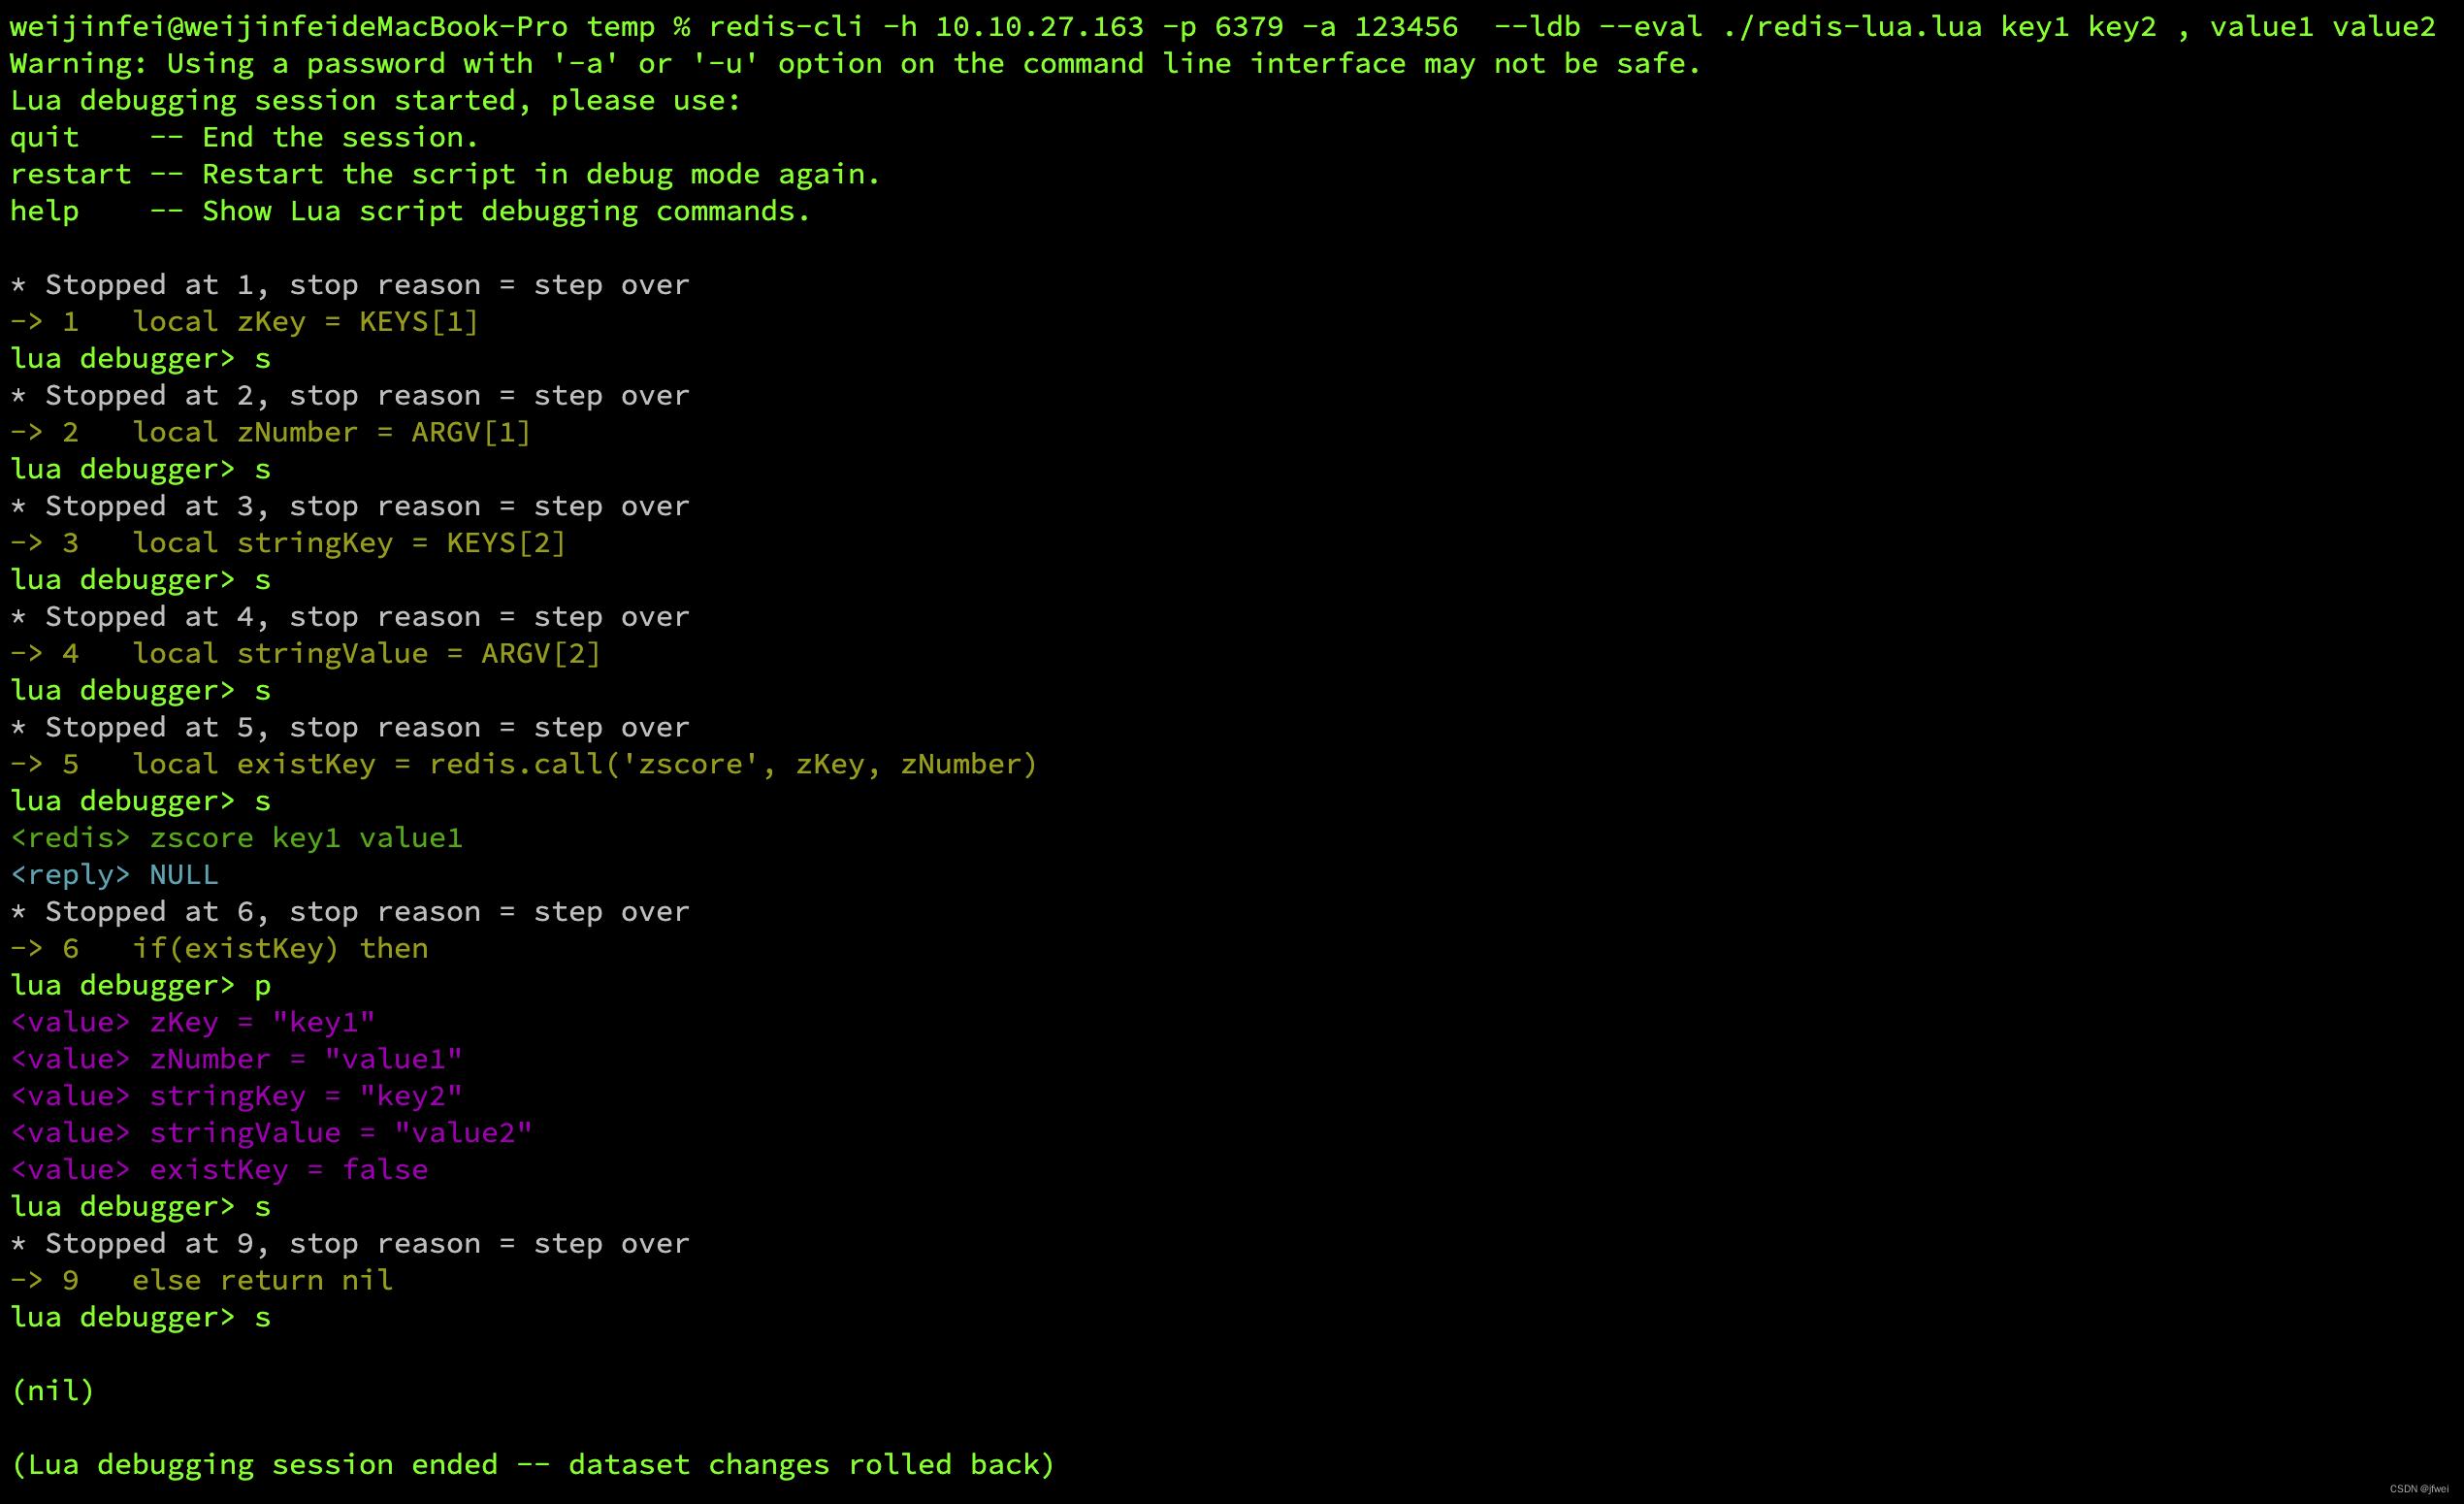 weijinfei@weijinfeideMacBook-Pro temp % redis-cli -h 10.10.27.163 -p 6379 -a 123456  --ldb --eval ./redis-lua.lua key1 key2 , value1 value2
Warning: Using a password with '-a' or '-u' option on the command line interface may not be safe.
Lua debugging session started, please use:
quit    -- End the session.
restart -- Restart the script in debug mode again.
help    -- Show Lua script debugging commands.
* Stopped at 1, stop reason = step over
-> 1   local zKey = KEYS[1]
lua debugger> s
* Stopped at 2, stop reason = step over
-> 2   local zNumber = ARGV[1]
lua debugger> s
* Stopped at 3, stop reason = step over
-> 3   local stringKey = KEYS[2]
lua debugger> s
* Stopped at 4, stop reason = step over
-> 4   local stringValue = ARGV[2]
lua debugger> s
* Stopped at 5, stop reason = step over
-> 5   local existKey = redis.call('zscore', zKey, zNumber)
lua debugger> s
<redis> zscore key1 value1
<reply> NULL
* Stopped at 6, stop reason = step over
-> 6   if(existKey) then
lua debugger> p
<value> zKey = "key1"
<value> zNumber = "value1"
<value> stringKey = "key2"
<value> stringValue = "value2"
<value> existKey = false
lua debugger> s
* Stopped at 9, stop reason = step over
-> 9   else return nil
lua debugger> s
(nil)
(Lua debugging session ended -- dataset changes rolled back)
CSDN @jfwei